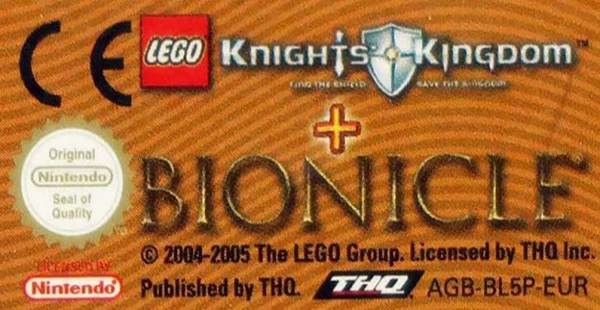 CE LEGO KNIGHTS' KINGDOM™
FIND THE SHIELD SAVE THE KINGDOM
+
BIONICLE®
Original
Nintendo
Seal of
Quality
© 2004-2005 The LEGO Group. Licensed by THQ Inc.
LICENSED BY
Nintendo
Published by THQ. THQ. AGB-BL5P-EUR